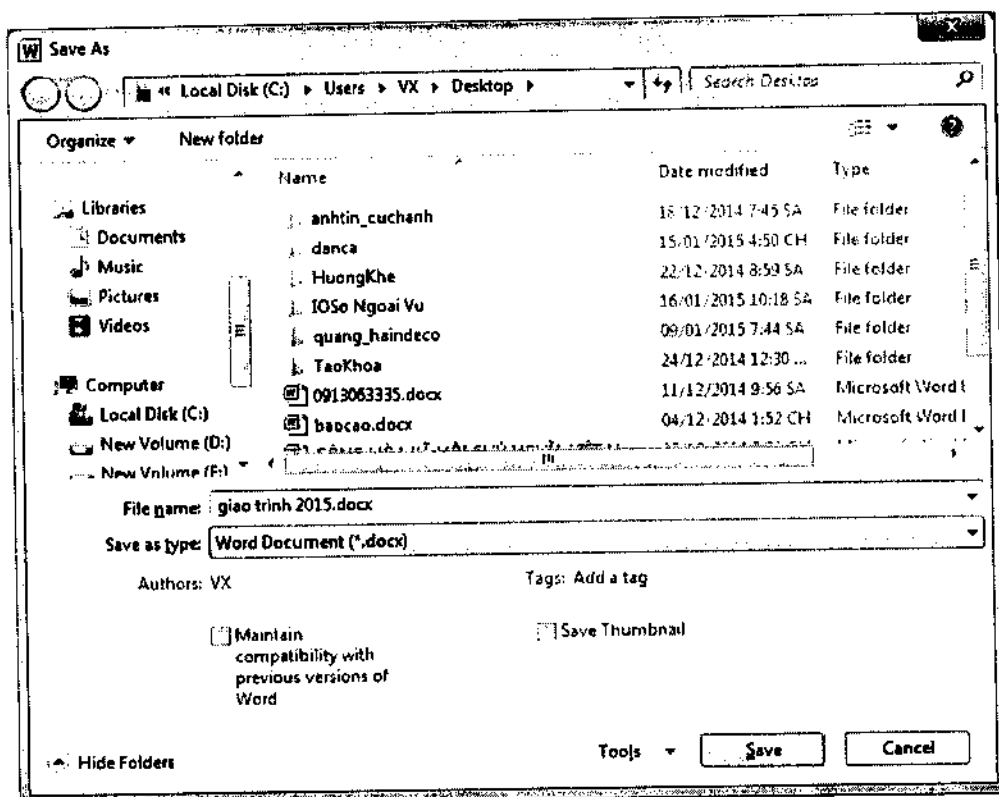 Save As
Local Disk (C:) ▸ Users ▸ VX ▸ Desktop ▸
Search Desktop
Organize
New folder
Name
Date modified
Type
Libraries
Documents
Music
Pictures
Videos
Computer
Local Disk (C:)
New Volume (D:)
New Volume (F:)
anhtin_cuchanh 18/12/2014 7:45 SA File folder
danca 15/01/2015 4:50 CH File folder
HuongKhe 22/12/2014 8:59 SA File folder
IOSo Ngoai Vu 16/01/2015 10:18 SA File folder
quang_haindeco 09/01/2015 7:44 SA File folder
TaoKhoa 24/12/2014 12:30 ... File folder
0913063335.docx 11/12/2014 9:56 SA Microsoft Word
baocao.docx 04/12/2014 1:52 CH Microsoft Word
File name: giao trinh 2015.docx
Save as type: Word Document (*.docx)
Authors: VX
Tags: Add a tag
Maintain
compatibility with
previous versions of
Word
Save Thumbnail
Hide Folders
Tools
Save
Cancel